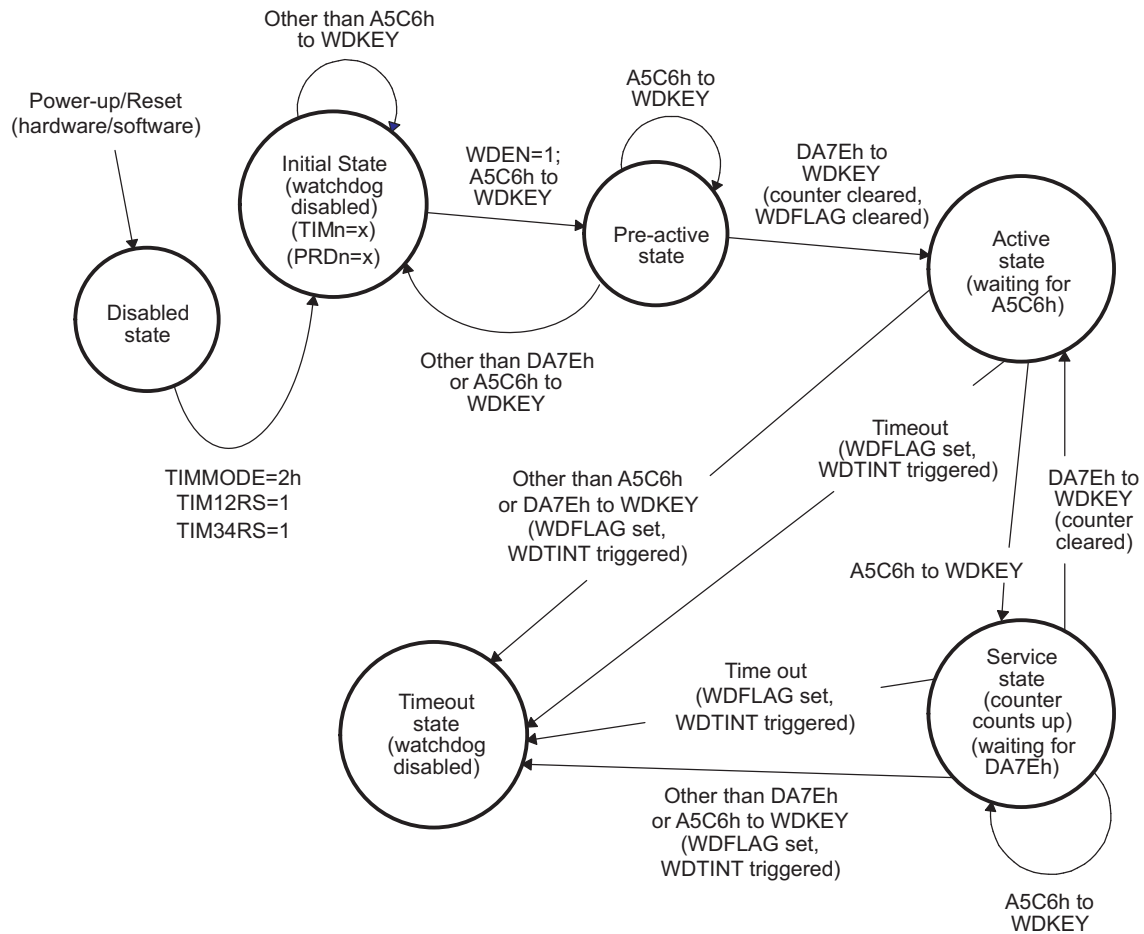 Other than A5C6h
to WDKEY
Power-up/Reset
(hardware/software)
Initial State
(watchdog
disabled)
(TIMn=x)
(PRDn=x)
WDEN=1;
A5C6h to
WDKEY
A5C6h to
WDKEY
Pre-active
state
DA7Eh to
WDKEY
(counter cleared,
WDFLAG cleared)
Active
state
(waiting for
A5C6h)
Disabled
state
Other than DA7Eh
or A5C6h to
WDKEY
TIMMODE=2h
TIM12RS=1
TIM34RS=1
Other than A5C6h
or DA7Eh to WDKEY
(WDFLAG set,
WDTINT triggered)
Timeout
(WDFLAG set,
WDTINT triggered)
DA7Eh to
WDKEY
(counter
cleared)
A5C6h to WDKEY
Timeout
state
(watchdog
disabled)
Time out
(WDFLAG set,
WDTINT triggered)
Service
state
(counter
counts up)
(waiting for
DA7Eh)
Other than DA7Eh
or A5C6h to WDKEY
(WDFLAG set,
WDTINT triggered)
A5C6h to
WDKEY